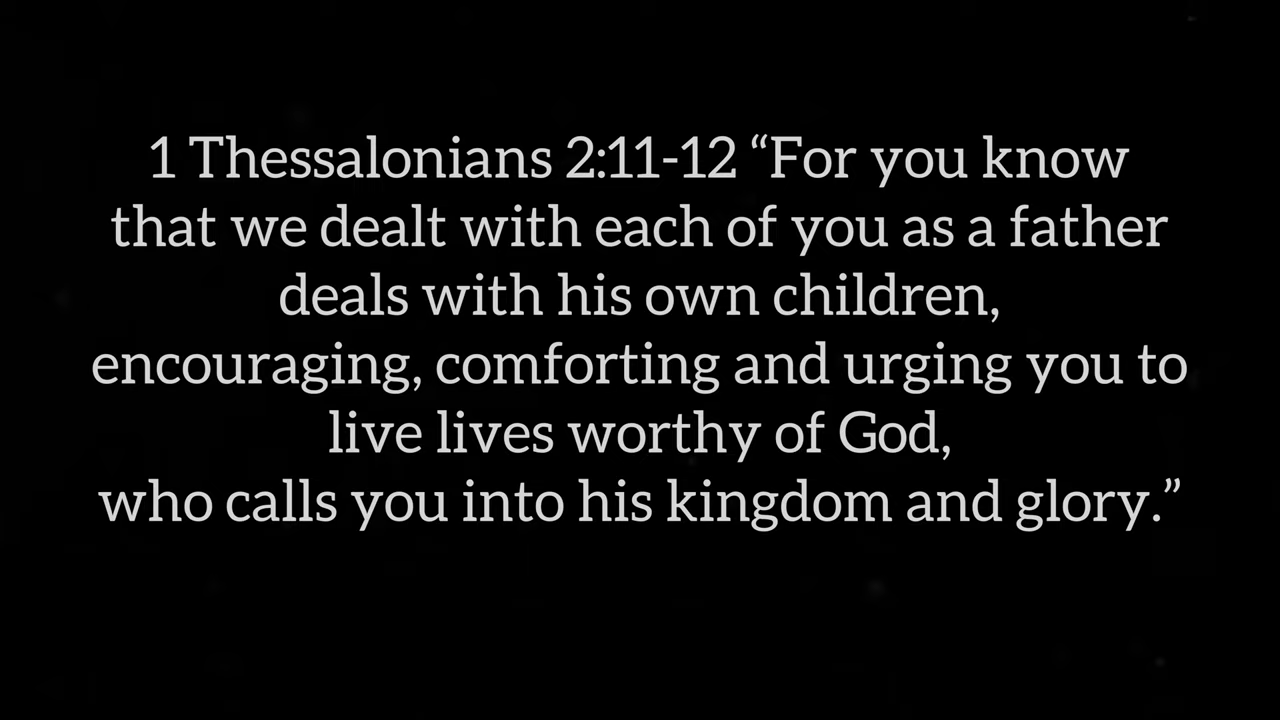 1 Thessalonians 2:11-12 “For you know
that we dealt with each of you as a father
deals with his own children,
encouraging, comforting and urging you to
live lives worthy of God,
who calls you into his kingdom and glory.”